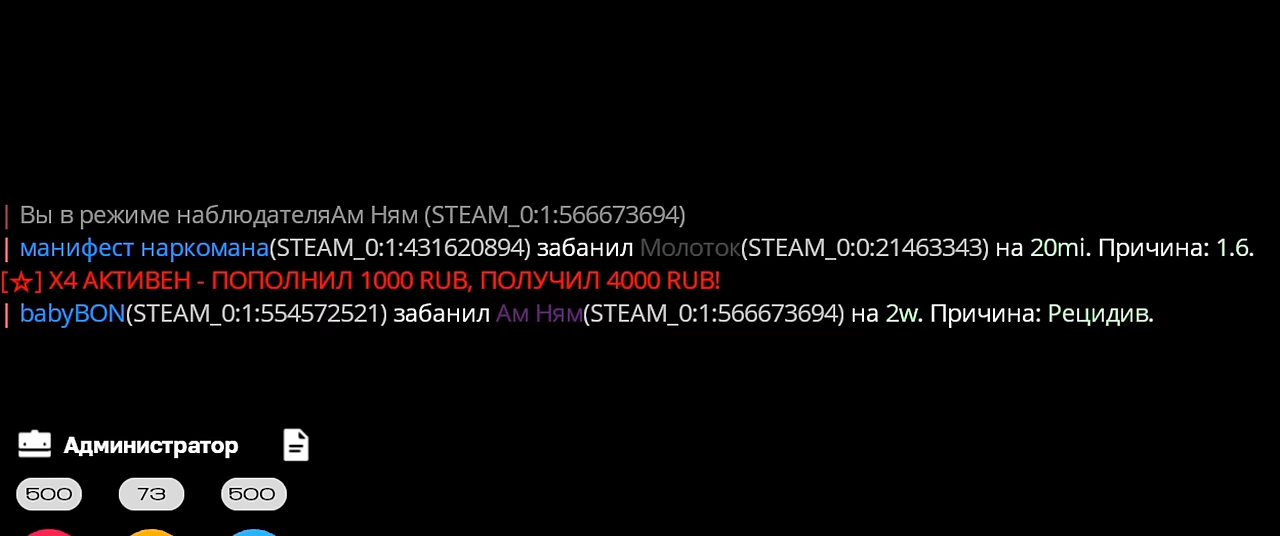 | Вы в режиме наблюдателяАм Ням (STEAM_0:1:566673694)
| манифест наркомана(STEAM_0:1:431620894) забанил Молоток(STEAM_0:0:21463343) на 20mi. Причина: 1.6.
[☆] X4 АКТИВЕН - ПОПОЛНИЛ 1000 RUB, ПОЛУЧИЛ 4000 RUB!
| babyBON(STEAM_0:1:554572521) забанил Ам Ням(STEAM_0:1:566673694) на 2w. Причина: Рецидив.
Администратор
500 73 500